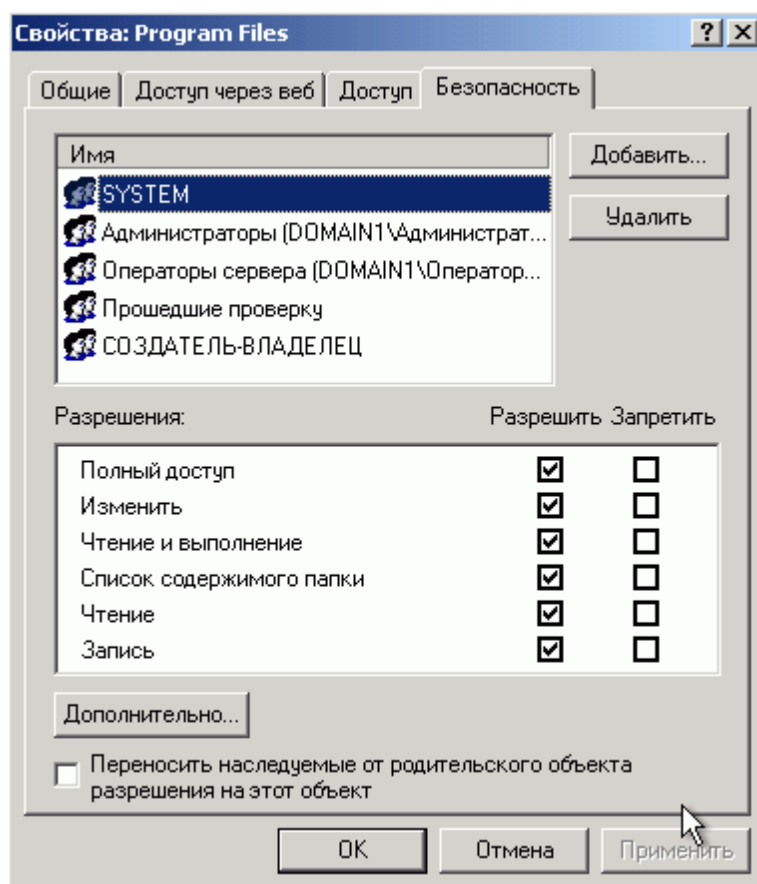 Свойства: Program Files
Общие Доступ через веб Доступ Безопасность
Имя
Добавить...
SYSTEM
Удалить
Администраторы (DOMAIN1\Администрат...
Операторы сервера (DOMAIN1\Оператор...
Прошедшие проверку
СОЗДАТЕЛЬ-ВЛАДЕЛЕЦ
Разрешения: Разрешить Запретить
Полный доступ
Изменить
Чтение и выполнение
Список содержимого папки
Чтение
Запись
Дополнительно...
Переносить наследуемые от родительского объекта
разрешения на этот объект
OK Отмена Применить